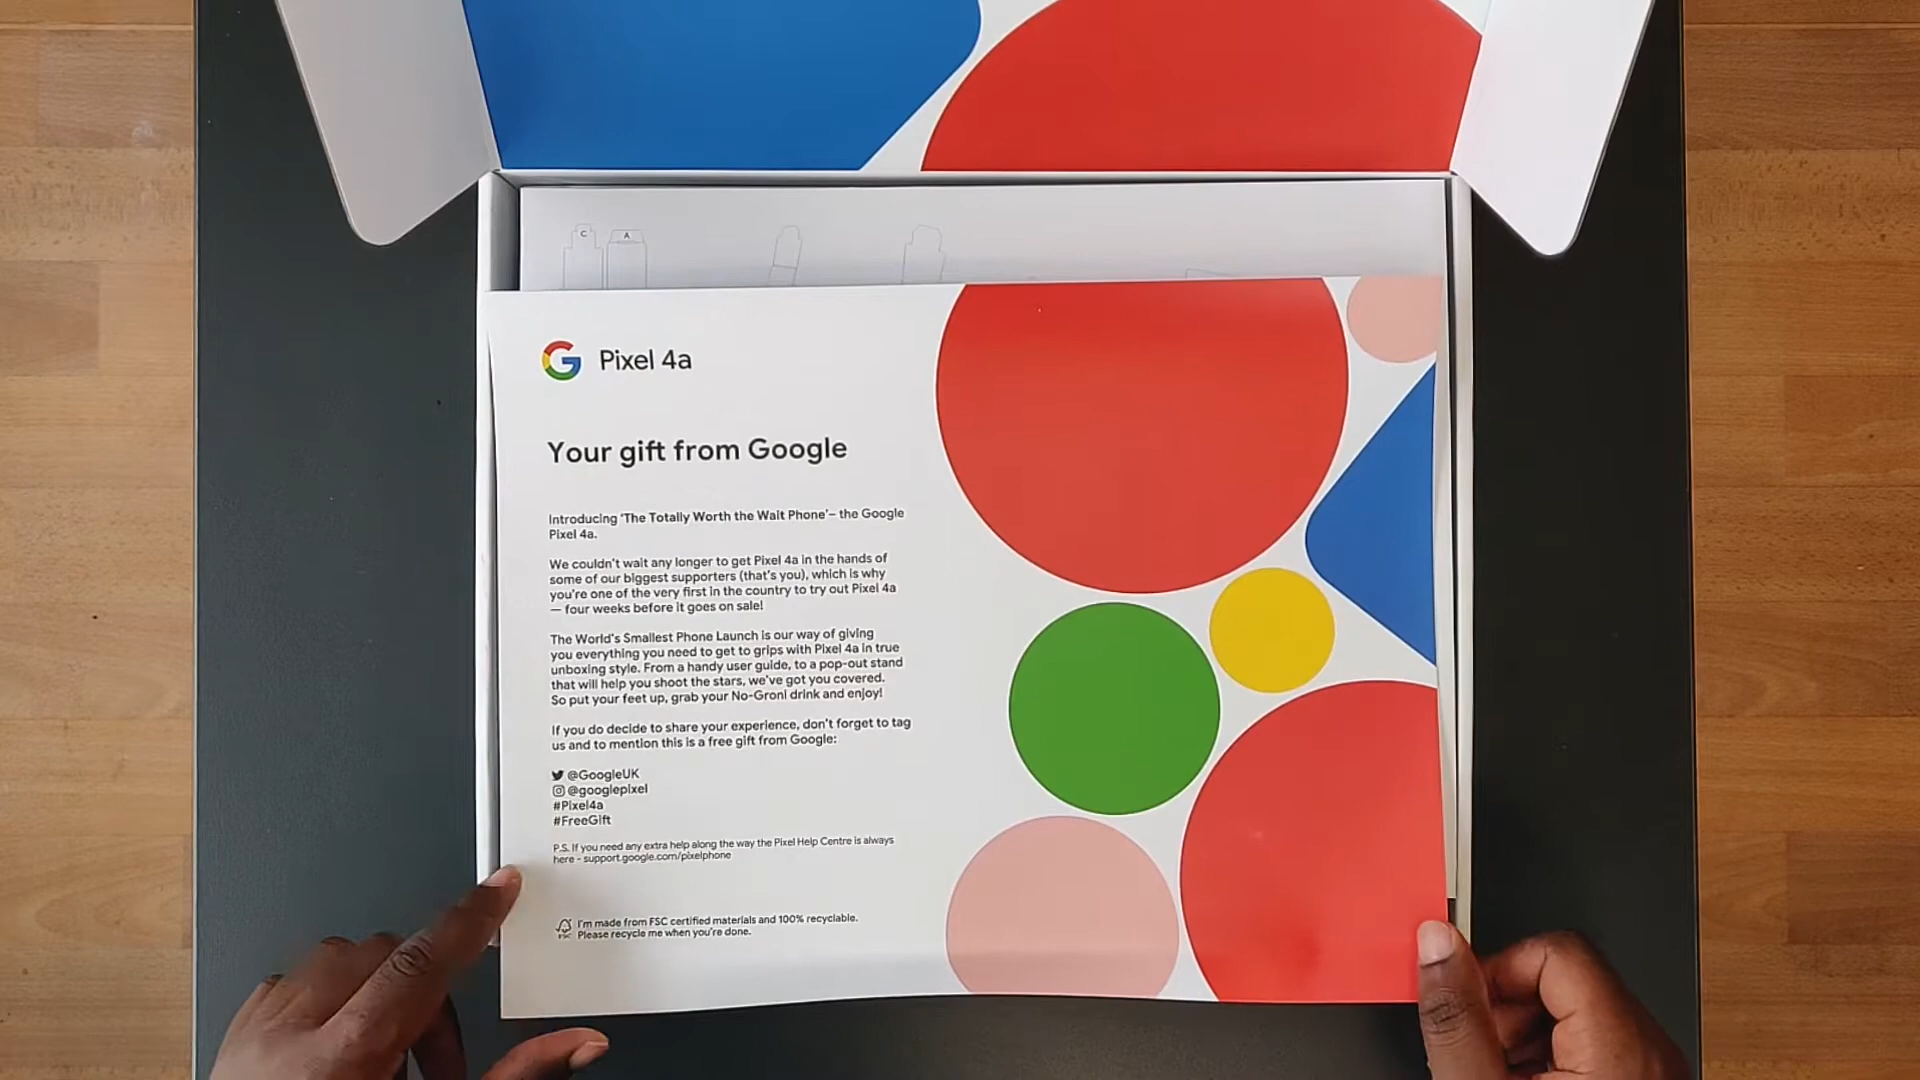 C A
G Pixel 4a
Your gift from Google
Introducing ‘The Totally Worth the Wait Phone’– the Google
Pixel 4a.
We couldn’t wait any longer to get Pixel 4a in the hands of
some of our biggest supporters (that’s you), which is why
you’re one of the very first in the country to try out Pixel 4a
— four weeks before it goes on sale!
The World’s Smallest Phone Launch is our way of giving
you everything you need to get to grips with Pixel 4a in true
unboxing style. From a handy user guide, to a pop-out stand
that will help you shoot the stars, we’ve got you covered.
So put your feet up, grab your No-Groni drink and enjoy!
If you do decide to share your experience, don’t forget to tag
us and to mention this is a free gift from Google:
@GoogleUK
@googlepixel
#Pixel4a
#FreeGift
P.S. If you need any extra help along the way the Pixel Help Centre is always
here - support.google.com/pixelphone
I’m made from FSC certified materials and 100% recyclable.
FSC Please recycle me when you’re done.